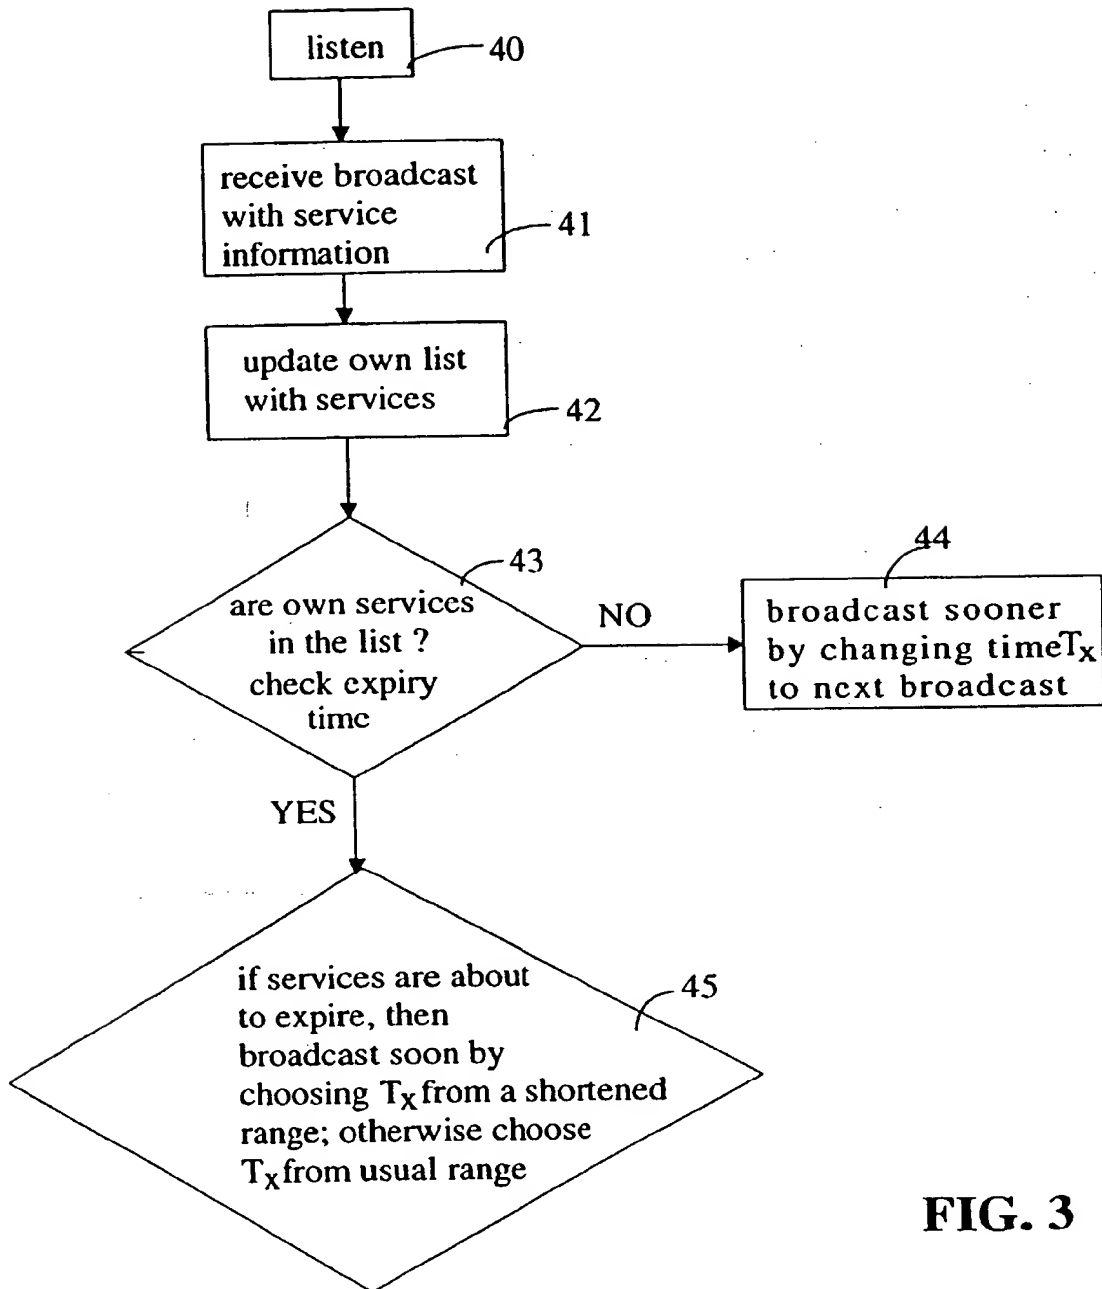 listen
40
receive broadcast
with service
information
41
update own list
with services
42
43
are own services
in the list ?
check expiry
time
NO
44
broadcast sooner
by changing timeTx
to next broadcast
YES
45
if services are about
to expire, then
broadcast soon by
choosing Tx from a shortened
range; otherwise choose
Tx from usual range
FIG. 3